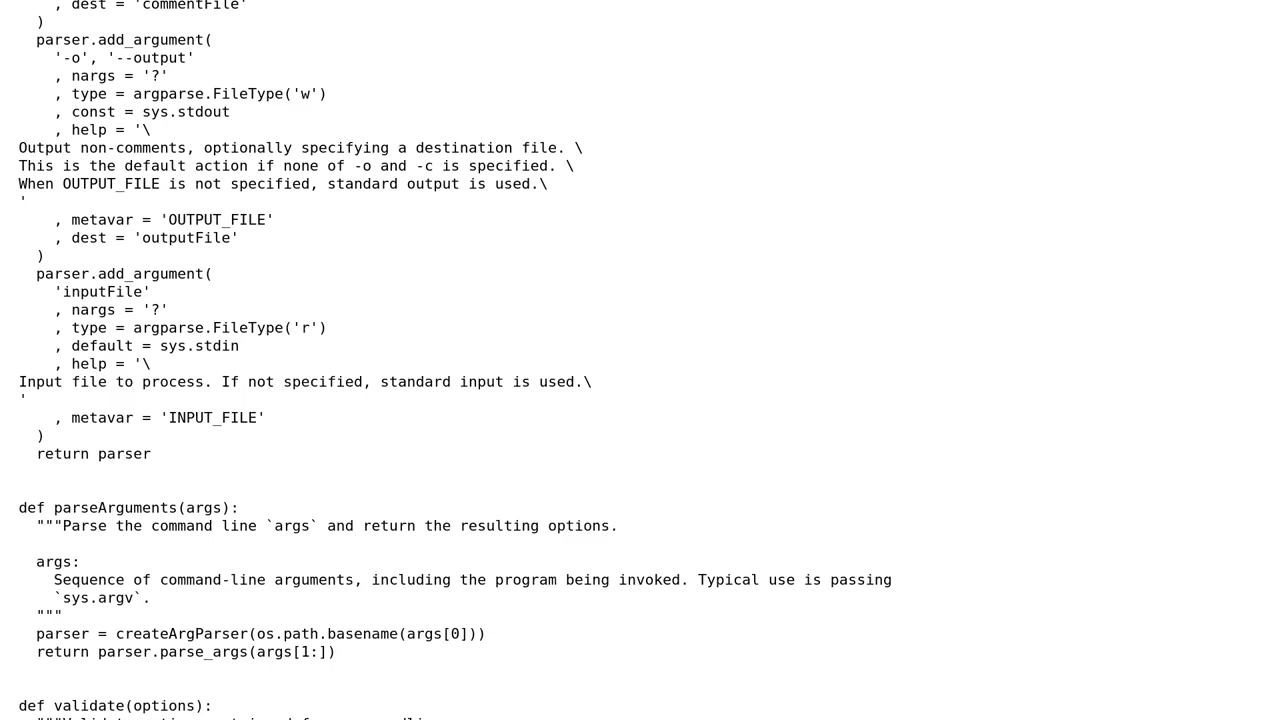 , dest = 'commentFile'
  )
  parser.add_argument(
    '-o', '--output'
    , nargs = '?'
    , type = argparse.FileType('w')
    , const = sys.stdout
    , help = '\
Output non-comments, optionally specifying a destination file. \
This is the default action if none of -o and -c is specified. \
When OUTPUT_FILE is not specified, standard output is used.\
'
    , metavar = 'OUTPUT_FILE'
    , dest = 'outputFile'
  )
  parser.add_argument(
    'inputFile'
    , nargs = '?'
    , type = argparse.FileType('r')
    , default = sys.stdin
    , help = '\
Input file to process. If not specified, standard input is used.\
'
    , metavar = 'INPUT_FILE'
  )
  return parser

def parseArguments(args):
  """Parse the command line `args` and return the resulting options.

  args:
    Sequence of command-line arguments, including the program being invoked. Typical use is passing
    `sys.argv`.
  """
  parser = createArgParser(os.path.basename(args[0]))
  return parser.parse_args(args[1:])

def validate(options):